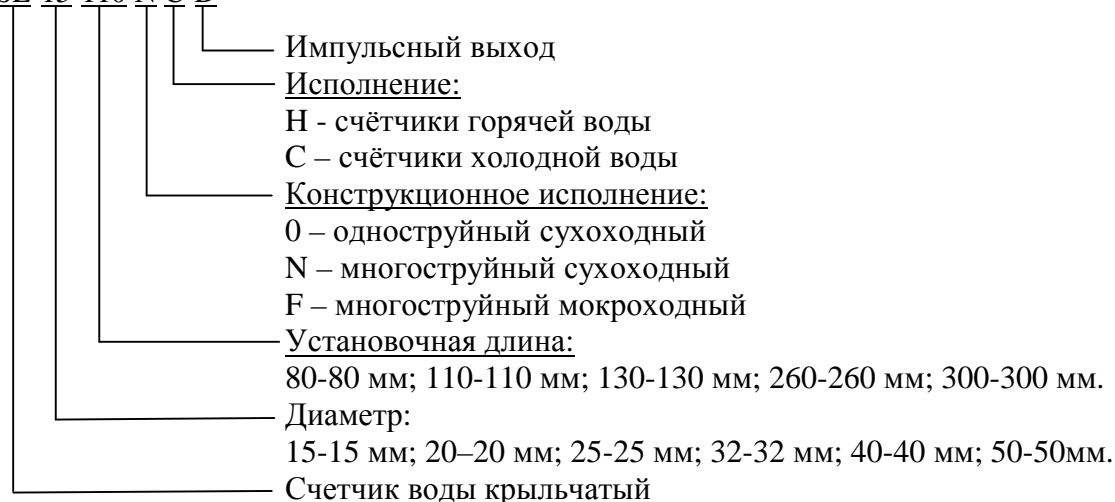 Импульсный выход
Исполнение:
Н - счётчики горячей воды
С – счётчики холодной воды
Конструкционное исполнение:
0 – одноструйный сухоходный
N – многоструйный сухоходный
F – многоструйный мокроходный
Установочная длина:
80-80 мм; 110-110 мм; 130-130 мм; 260-260 мм; 300-300 мм.
Диаметр:
15-15 мм; 20–20 мм; 25-25 мм; 32-32 мм; 40-40 мм; 50-50мм.
Счетчик воды крыльчатый